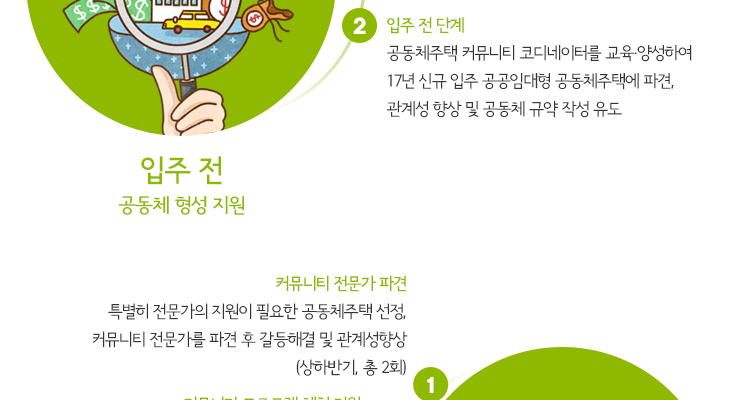 2 입주 전 단계
공동체주택 커뮤니티 코디네이터를 교육·양성하여
17년 신규 입주 공공임대형 공동체주택에 파견,
관계성 향상 및 공동체 규약 작성 유도
입주 전
공동체 형성 지원
커뮤니티 전문가 파견
특별히 전문가의 지원이 필요한 공동체주택 선정,
커뮤니티 전문가를 파견 후 갈등해결 및 관계성향상
(상하반기, 총 2회)
1